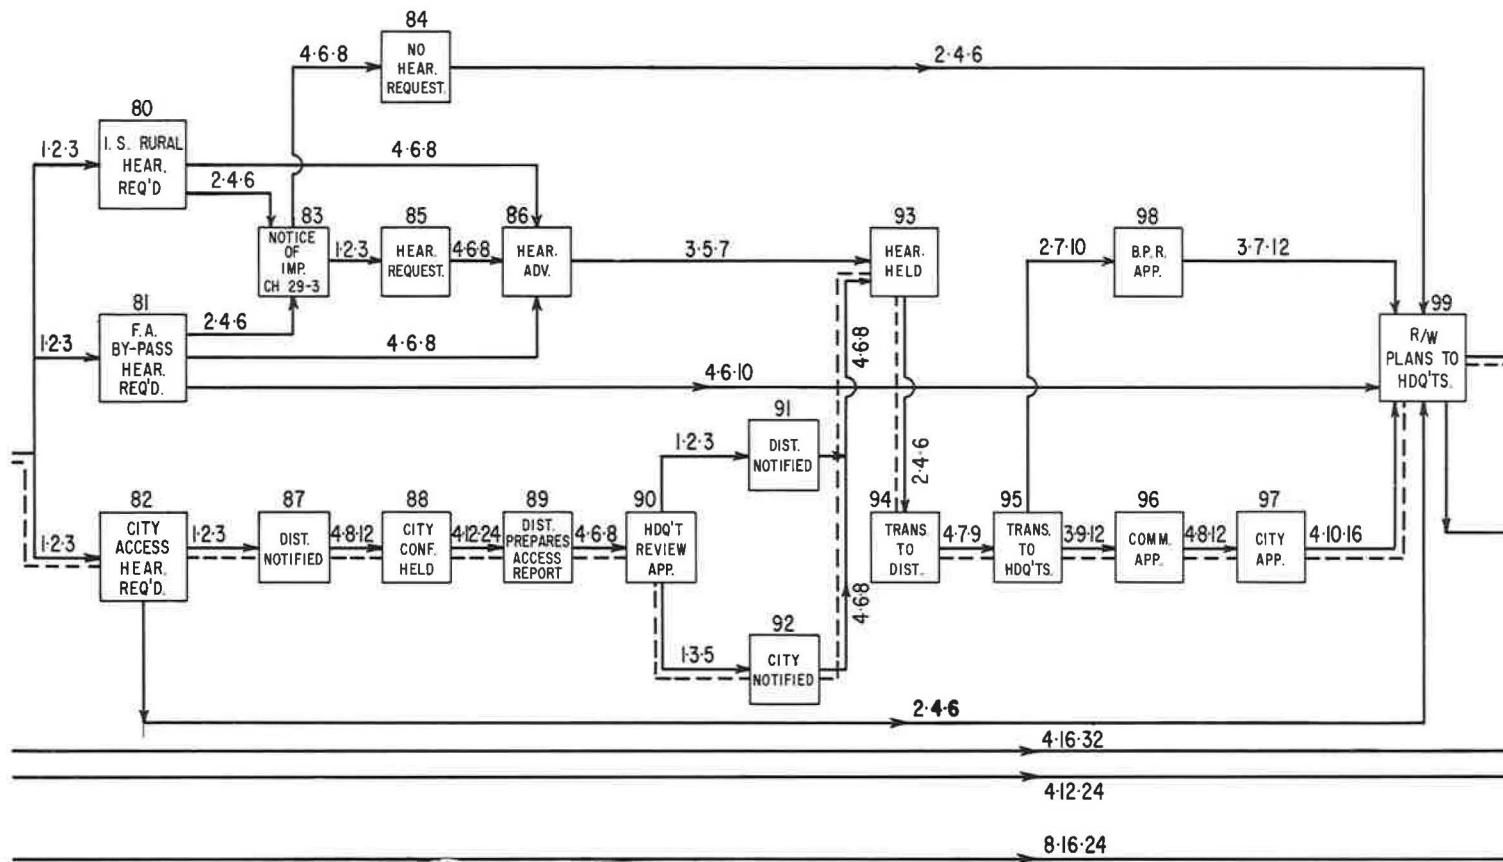 84
NO
HEAR.
REQUEST.
4·6·8
2·4·6
80
I. S. RURAL
HEAR.
REQ'D
1·2·3
4·6·8
2·4·6
83
NOTICE
OF
IMP.
CH 29-3
1·2·3
85
HEAR.
REQUEST.
4·6·8
86
HEAR.
ADV.
3·5·7
93
HEAR.
HELD
98
B.P.R.
APP.
2·7·10
3·7·12
99
R/W
PLANS TO
HDQ'TS.
81
F.A.
BY-PASS
HEAR.
REQ'D.
1·2·3
2·4·6
4·6·8
4·6·10
4·6·8
91
DIST.
NOTIFIED
1·2·3
2·4·6
82
CITY
ACCESS
HEAR.
REQ'D.
1·2·3
1·2·3
87
DIST.
NOTIFIED
4·8·12
88
CITY
CONF.
HELD
4·12·24
89
DIST.
PREPARES
ACCESS
REPORT
4·6·8
90
HDQ'T
REVIEW
APP.
94
TRANS.
TO
DIST.
4·7·9
95
TRANS.
TO
HDQ'TS.
3·9·12
96
COMM.
APP.
4·8·12
97
CITY
APP.
4·10·16
4·6·8
92
CITY
NOTIFIED
1·3·5
2·4·6
4·16·32
4·12·24
8·16·24